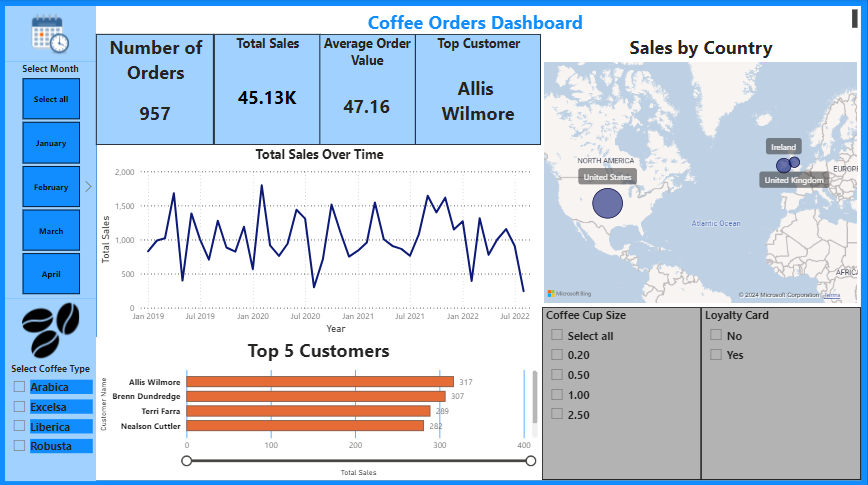 Coffee Orders Dashboard
Select Month
Select all
January
February
March
April
Select Coffee Type
Arabica
Excelsa
Liberica
Robusta
Number of
Orders
957
Total Sales
45.13K
Average Order
Value
47.16
Top Customer
Allis
Wilmore
Total Sales Over Time
Total Sales
2,000
1,500
1,000
500
0
Jan 2019
Jul 2019
Jan 2020
Jul 2020
Jan 2021
Jul 2021
Jan 2022
Jul 2022
Year
Top 5 Customers
Customer Name
Allis Wilmore
317
Brenn Dundredge
307
Terri Farra
289
Nealson Cuttler
282
0
100
200
300
400
Total Sales
Sales by Country
NORTH AMERICA
United States
Ireland
United Kingdom
EUROP
Atlantic Ocean
AFRICA
Microsoft Bing
© 2024 Microsoft Corporation Terms
Coffee Cup Size
Select all
0.20
0.50
1.00
2.50
Loyalty Card
No
Yes